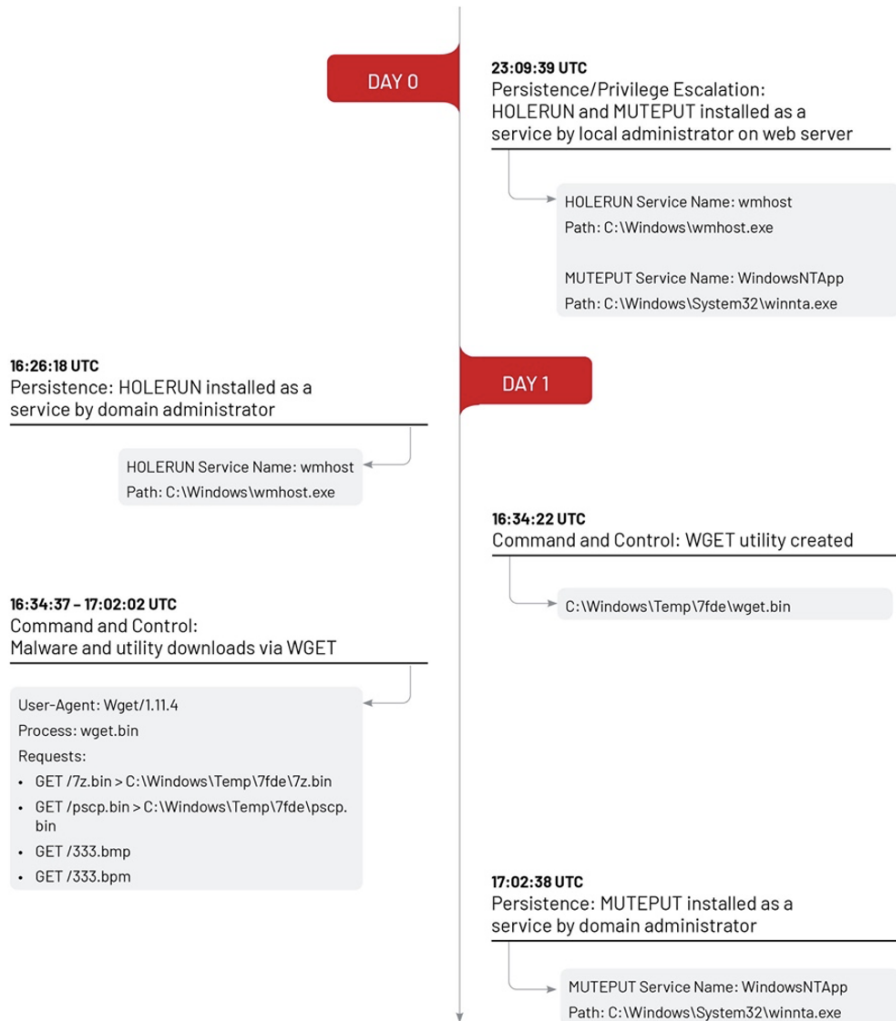 DAY 0
23:09:39 UTC
Persistence/Privilege Escalation:
HOLERUN and MUTEPUT installed as a
service by local administrator on web server
HOLERUN Service Name: wmhost
Path: C:\Windows\wmhost.exe
MUTEPUT Service Name: WindowsNTApp
Path: C:\Windows\System32\winnta.exe
DAY 1
16:26:18 UTC
Persistence: HOLERUN installed as a
service by domain administrator
HOLERUN Service Name: wmhost
Path: C:\Windows\wmhost.exe
16:34:22 UTC
Command and Control: WGET utility created
C:\Windows\Temp\7fde\wget.bin
16:34:37 – 17:02:02 UTC
Command and Control:
Malware and utility downloads via WGET
User-Agent: Wget/1.11.4
Process: wget.bin
Requests:
• GET /7z.bin > C:\Windows\Temp\7fde\7z.bin
• GET /pscp.bin > C:\Windows\Temp\7fde\pscp.
bin
• GET /333.bmp
• GET /333.bpm
17:02:38 UTC
Persistence: MUTEPUT installed as a
service by domain administrator
MUTEPUT Service Name: WindowsNTApp
Path: C:\Windows\System32\winnta.exe